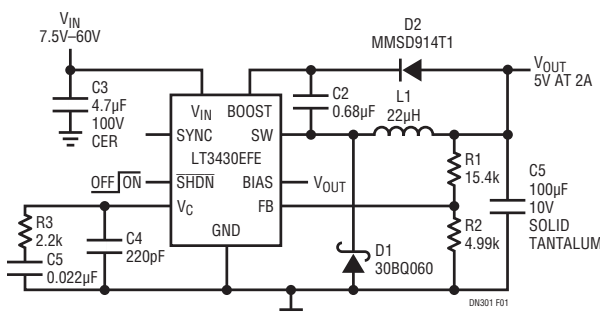 VIN
7.5V–60V
D2
MMSD914T1
VOUT
5V AT 2A
C3
4.7µF
100V
CER
C2
0.68µF
L1
22µH
VIN
BOOST
SYNC
SW
LT3430EFE
OFF ON
SHDN
BIAS
VOUT
VC
FB
GND
R1
15.4k
C5
100µF
10V
SOLID
TANTALUM
R3
2.2k
C4
220pF
C5
0.022µF
R2
4.99k
D1
30BQ060
DN301 F01